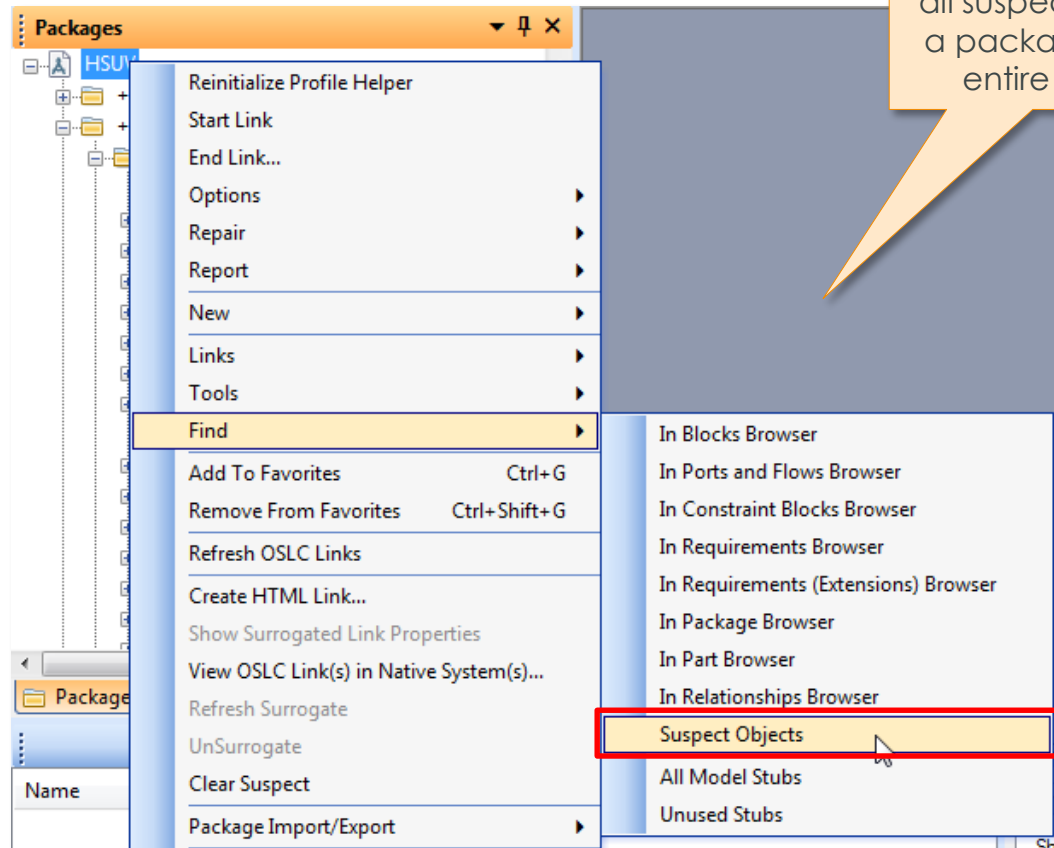 Packages
all suspec
a packa
entire
HSUV
Reinitialize Profile Helper
Start Link
End Link...
Options
Repair
Report
New
Links
Tools
Find
Add To Favorites Ctrl+G
Remove From Favorites Ctrl+Shift+G
Refresh OSLC Links
Create HTML Link...
Show Surrogated Link Properties
View OSLC Link(s) in Native System(s)...
Refresh Surrogate
UnSurrogate
Clear Suspect
Package Import/Export
In Blocks Browser
In Ports and Flows Browser
In Constraint Blocks Browser
In Requirements Browser
In Requirements (Extensions) Browser
In Package Browser
In Part Browser
In Relationships Browser
Suspect Objects
All Model Stubs
Unused Stubs
Package
Name